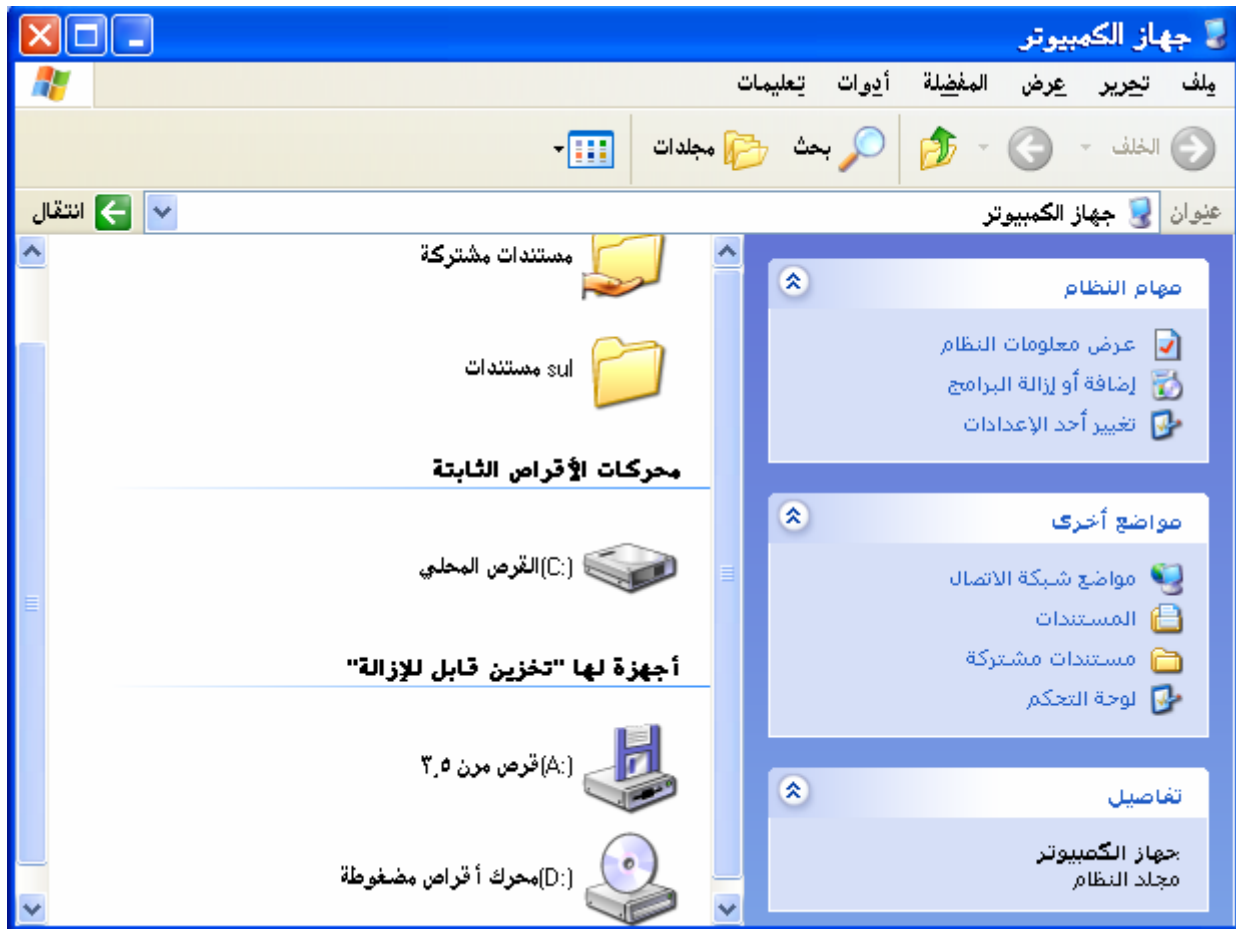 جهاز الكمبيوتر
ملف تحرير عرض المفضلة أدوات تعليمات
الخلف بحث مجلدات
عنوان جهاز الكمبيوتر انتقال
مهام النظام
عرض معلومات النظام
إضافة أو إزالة البرامج
تغيير أحد الإعدادات
مواضع أخرى
مواضع شبكة الاتصال
المستندات
مستندات مشتركة
لوحة التحكم
تفاصيل
جهاز الكمبيوتر
مجلد النظام
مستندات مشتركة
sul مستندات
محركات الأقراص الثابتة
(C:)القرص المحلي
أجهزة لها "تخزين قابل للإزالة"
(A:)قرص مرن ٣,٥
(D:)محرك أقراص مضغوطة